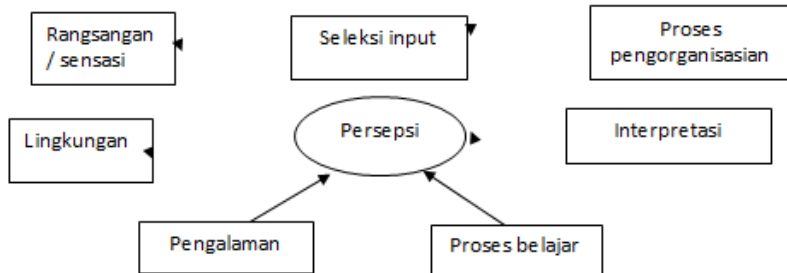 Rangsangan
/ sensasi
Seleksi input
Proses
pengorganisasian
Lingkungan
Persepsi
Interpretasi
Pengalaman
Proses belajar